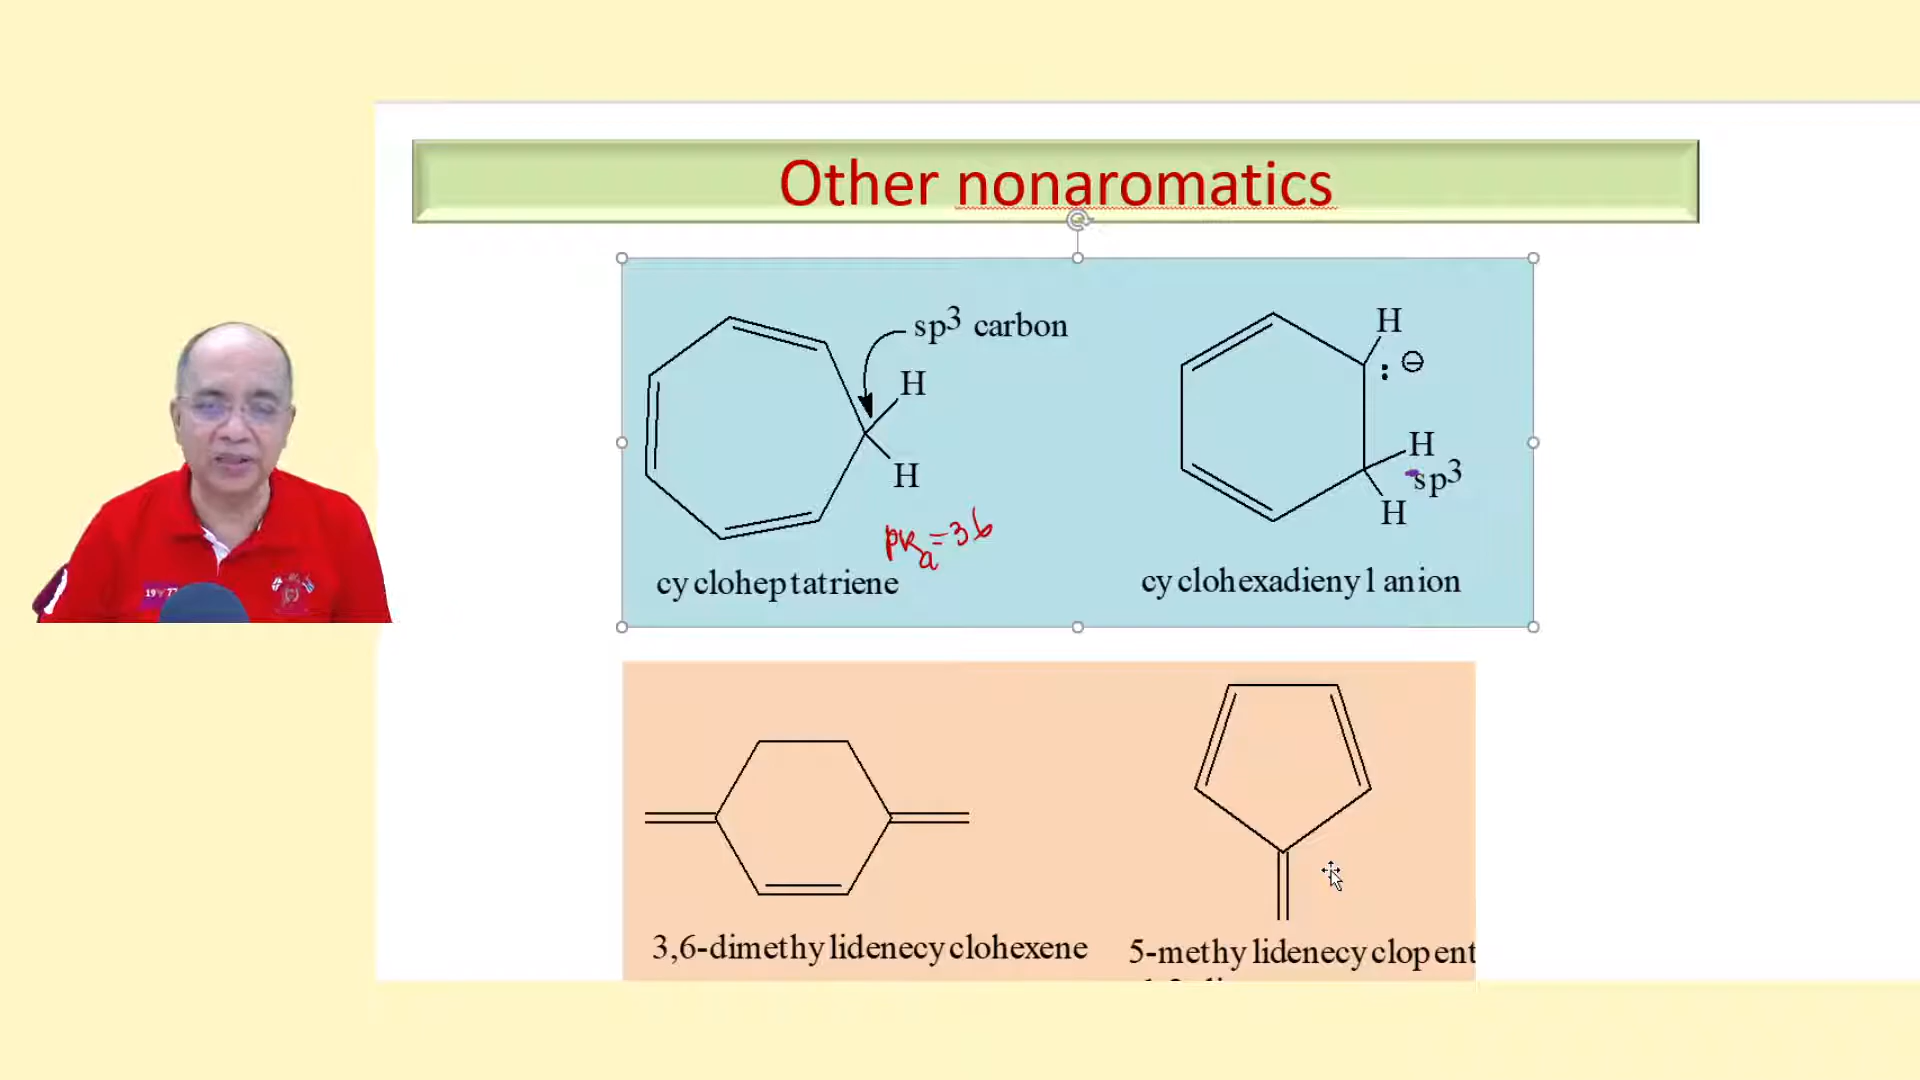 Other nonaromatics
sp3 carbon
H
H
pKa=36
cycloheptatriene
H
:⊖
H
sp3
H
cyclohexadienyl anion
3,6-dimethylidenecyclohexene
5-methylidenecyclopent